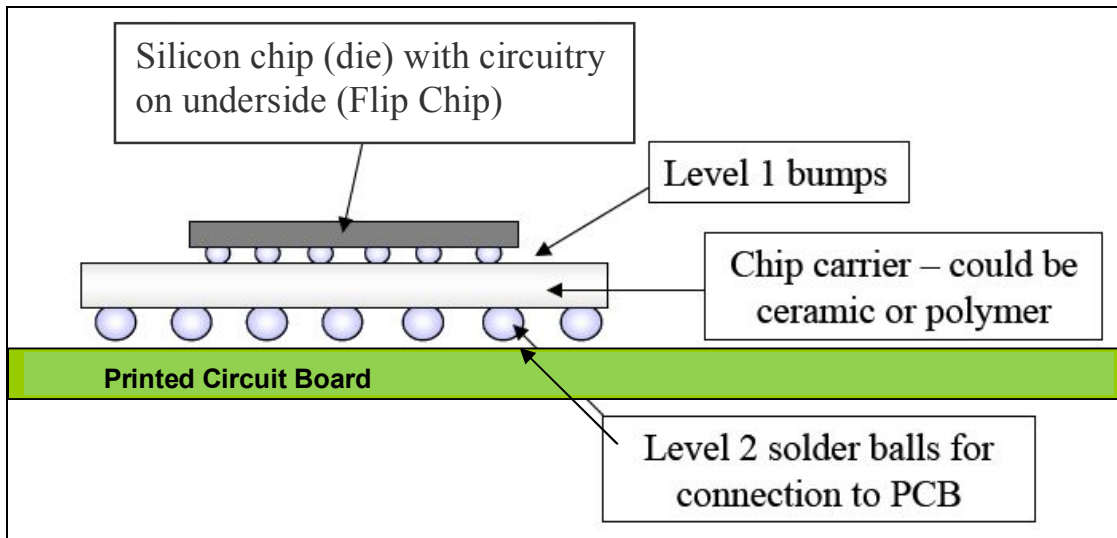 Silicon chip (die) with circuitry
on underside (Flip Chip)
Level 1 bumps
Chip carrier – could be
ceramic or polymer
Printed Circuit Board
Level 2 solder balls for
connection to PCB